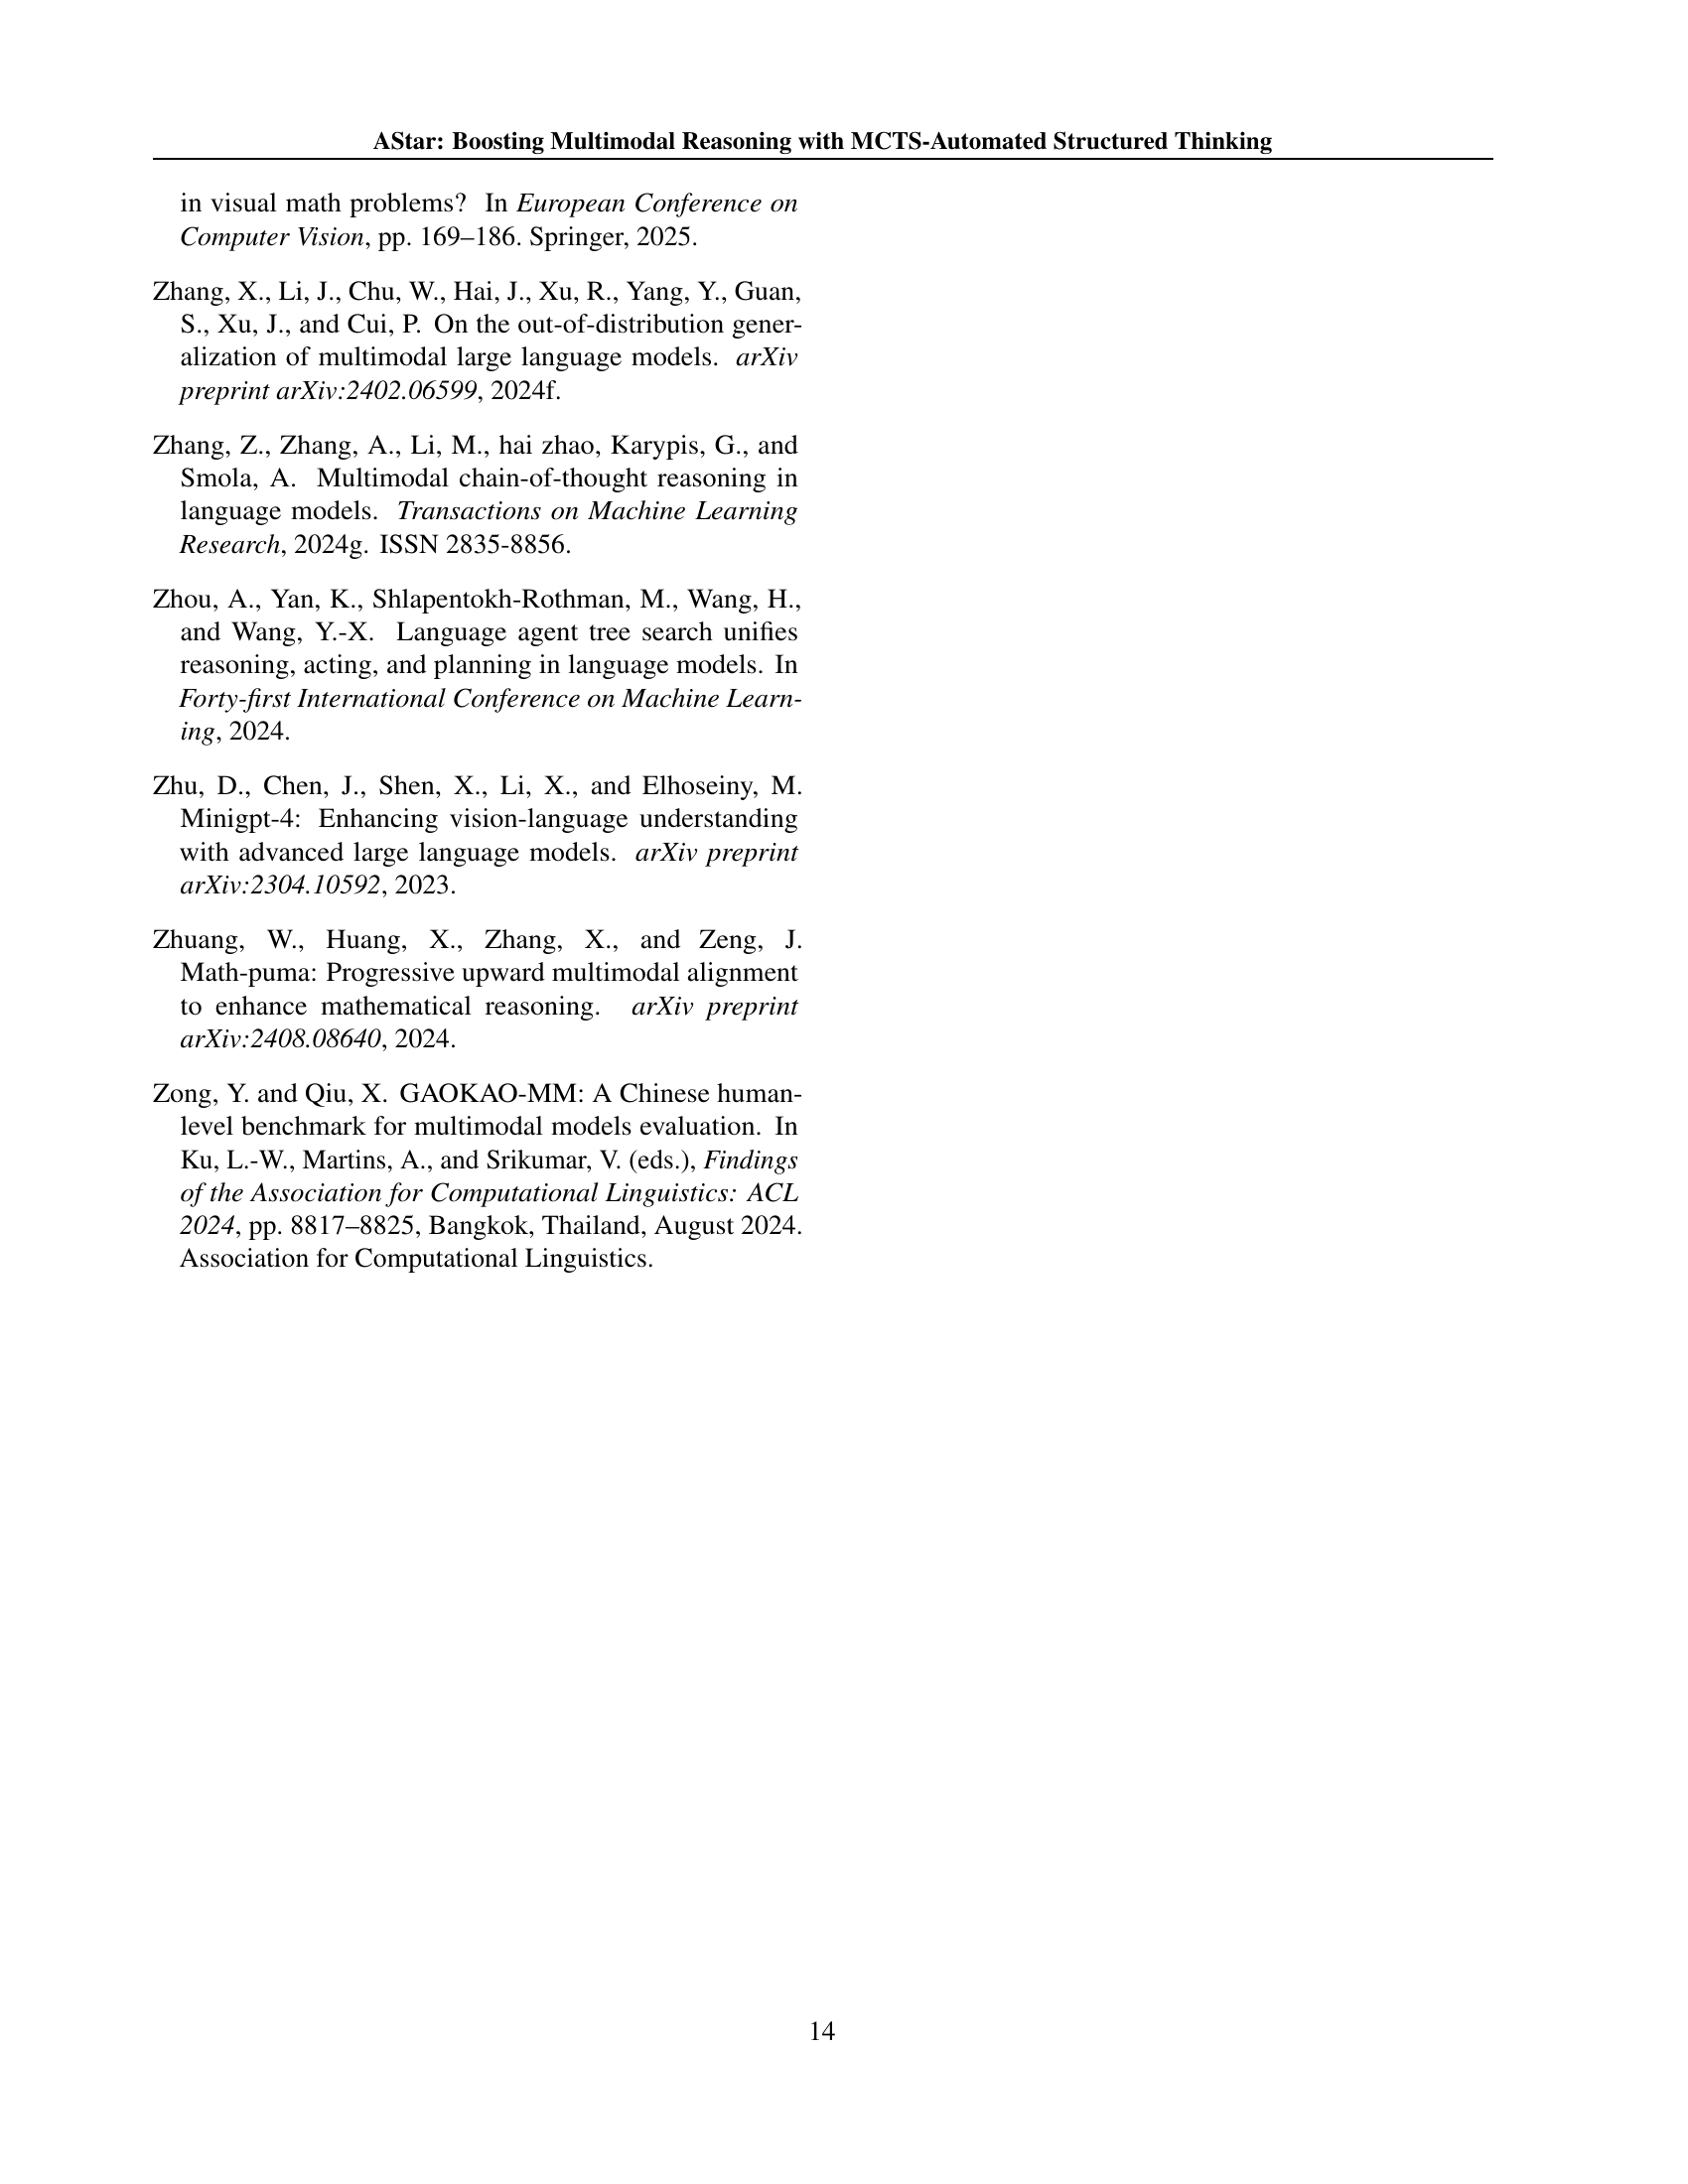 AStar: Boosting Multimodal Reasoning with MCTS-Automated Structured Thinking
in visual math problems? In European Conference on
Computer Vision, pp. 169–186. Springer, 2025.
Zhang, X., Li, J., Chu, W., Hai, J., Xu, R., Yang, Y., Guan,
S., Xu, J., and Cui, P. On the out-of-distribution gener-
alization of multimodal large language models. arXiv
preprint arXiv:2402.06599, 2024f.
Zhang, Z., Zhang, A., Li, M., hai zhao, Karypis, G., and
Smola, A. Multimodal chain-of-thought reasoning in
language models. Transactions on Machine Learning
Research, 2024g. ISSN 2835-8856.
Zhou, A., Yan, K., Shlapentokh-Rothman, M., Wang, H.,
and Wang, Y.-X. Language agent tree search unifies
reasoning, acting, and planning in language models. In
Forty-first International Conference on Machine Learn-
ing, 2024.
Zhu, D., Chen, J., Shen, X., Li, X., and Elhoseiny, M.
Minigpt-4: Enhancing vision-language understanding
with advanced large language models. arXiv preprint
arXiv:2304.10592, 2023.
Zhuang, W., Huang, X., Zhang, X., and Zeng, J.
Math-puma: Progressive upward multimodal alignment
to enhance mathematical reasoning. arXiv preprint
arXiv:2408.08640, 2024.
Zong, Y. and Qiu, X. GAOKAO-MM: A Chinese human-
level benchmark for multimodal models evaluation. In
Ku, L.-W., Martins, A., and Srikumar, V. (eds.), Findings
of the Association for Computational Linguistics: ACL
2024, pp. 8817–8825, Bangkok, Thailand, August 2024.
Association for Computational Linguistics.
14